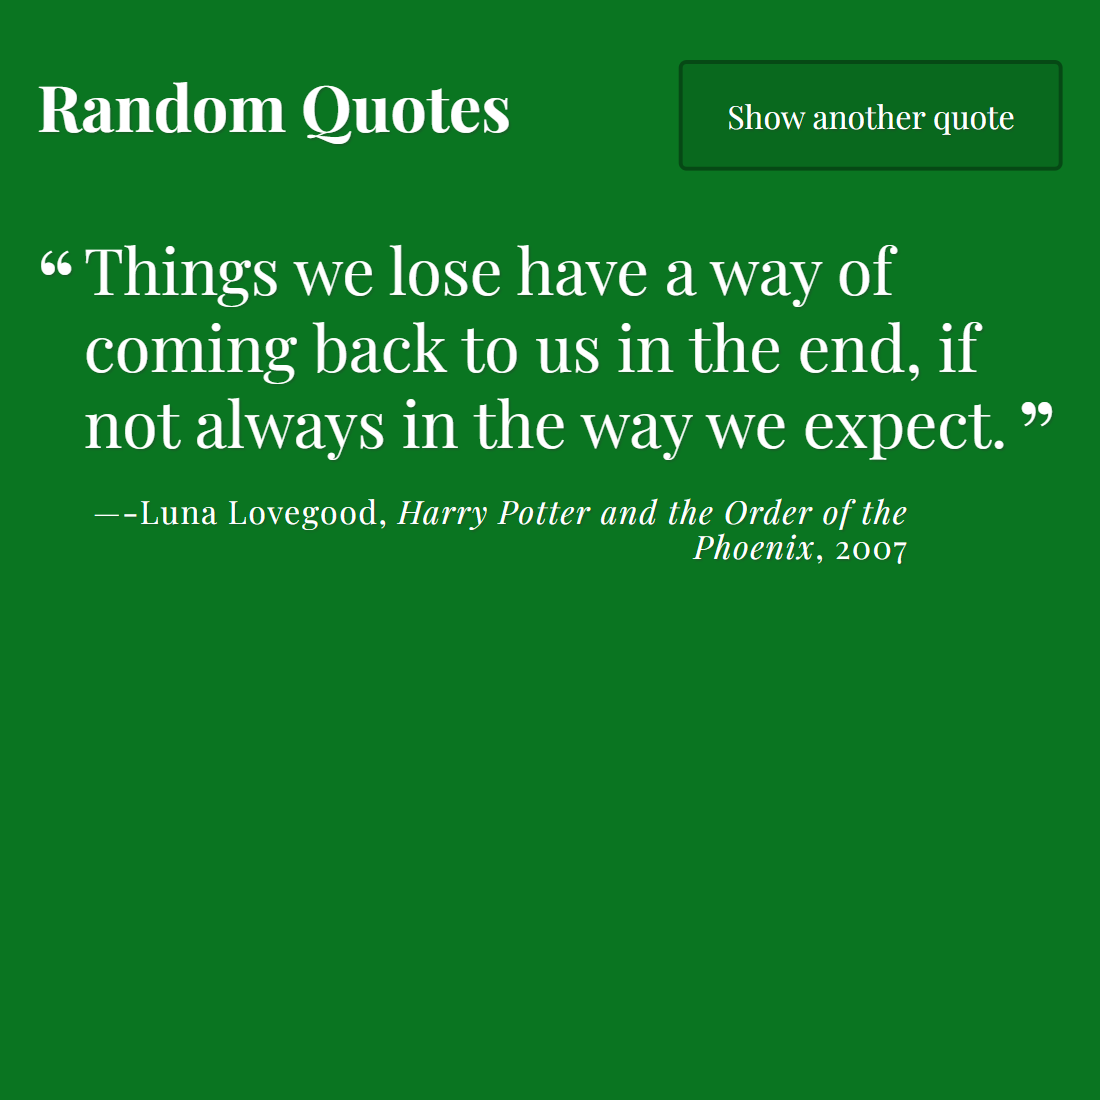 Random Quotes
Show another quote
“Things we lose have a way of
coming back to us in the end, if
not always in the way we expect.”
—-Luna Lovegood, Harry Potter and the Order of the
Phoenix, 2007